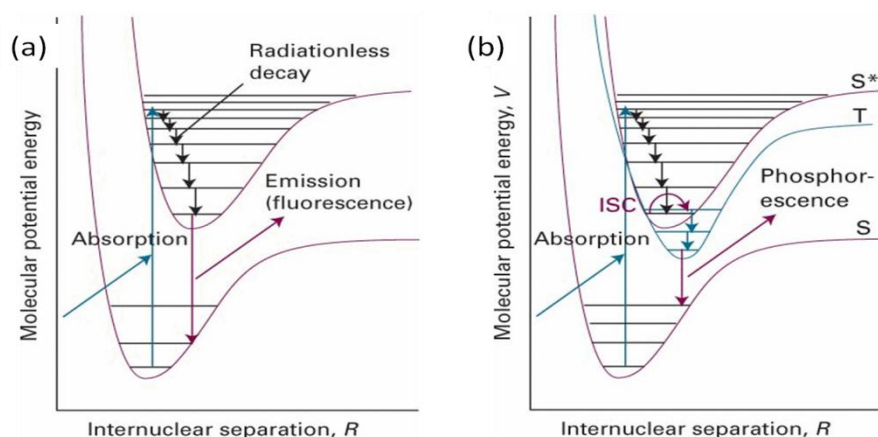 (a)
Molecular potential energy
Radiationless
decay
Emission
(fluorescence)
Absorption
Internuclear separation, R
(b)
Molecular potential energy, V
S*
T
Phosphor-
escence
ISC
S
Absorption
Internuclear separation, R